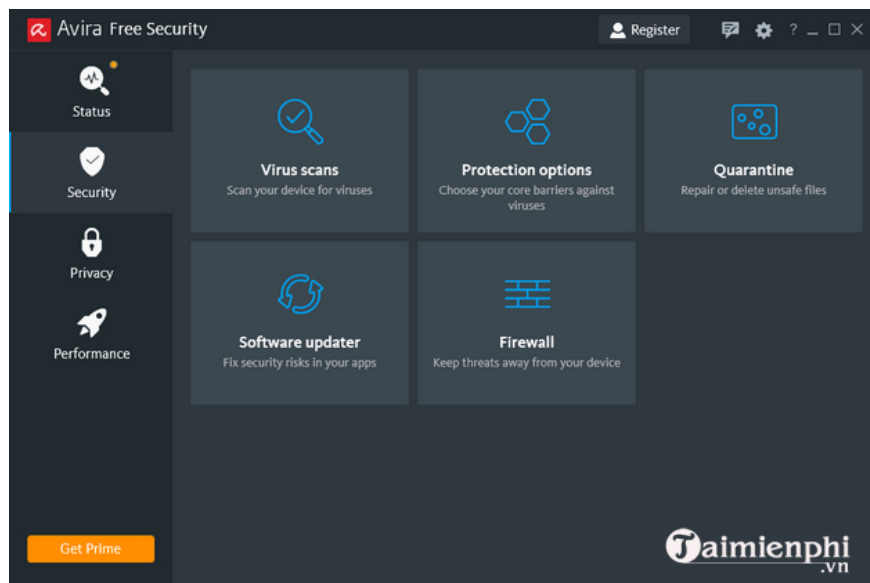 Avira Free Security
Register
?
Status
Security
Privacy
Performance
Get Prime
Virus scans
Scan your device for viruses
Protection options
Choose your core barriers against
viruses
Quarantine
Repair or delete unsafe files
Software updater
Fix security risks in your apps
Firewall
Keep threats away from your device
Taimienphi
.vn